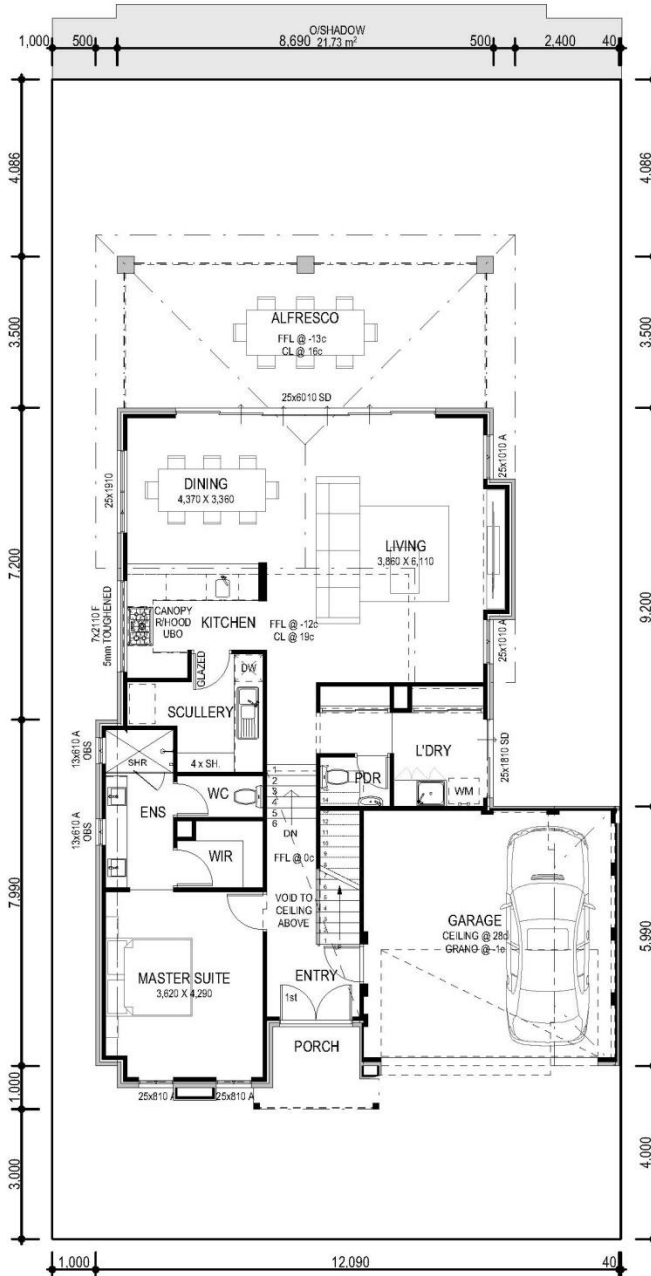 O/SHADOW
1,000 500 8,690 21.73 m² 500 2,400 40
4.086
4.086
3.500
3.500
ALFRESCO
FFL @ -13c
CL @ 16c
25x6010 SD
25x1910
25x1010 A
DINING
4,370 X 3,360
LIVING
3,860 X 6,110
7.200
9.200
7x2110 F
5mm TOUGHENED
CANOPY
R/HOOD
UBO
KITCHEN
FFL @ -12c
CL @ 19c
25x1010 A
GLAZED
DW
SCULLERY
4 x SH.
L'DRY
25x1810 SD
PDR
WM
13x610 A
OBS
SHR
13x610 A
OBS
ENS
WC
WIR
1
2
3
4
5
6
DN
FFL @ 0c
VOID TO
CEILING
ABOVE
7,990
5.990
GARAGE
CEILING @ 28c
GRANO @ -1c
MASTER SUITE
3,620 X 4,290
ENTRY
1st
PORCH
25x810 A
25x810 A
1.000
3.000
4.000
1,000 12,090 40